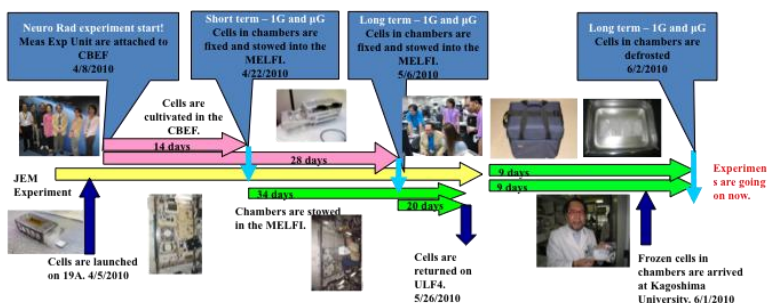 Neuro Rad experiment start!
Meas Exp Unit are attached to
CBEF
4/8/2010
Short term – 1G and μG
Cells in chambers are
fixed and stowed into the
MELFI.
4/22/2010
Long term – 1G and μG
Cells in chambers are
fixed and stowed into the
MELFI.
5/6/2010
Long term – 1G and μG
Cells in chambers are
defrosted
6/2/2010
Cells are
cultivated in the
CBEF.
14 days
28 days
JEM
Experiment
34 days
20 days
9 days
9 days
Experimen
s are going
on now.
Chambers are stowed
in the MELFI.
Cells are launched
on 19A. 4/5/2010
Cells are
returned on
ULF4.
5/26/2010
Frozen cells in
chambers are arrived
at Kagoshima
University. 6/1/2010